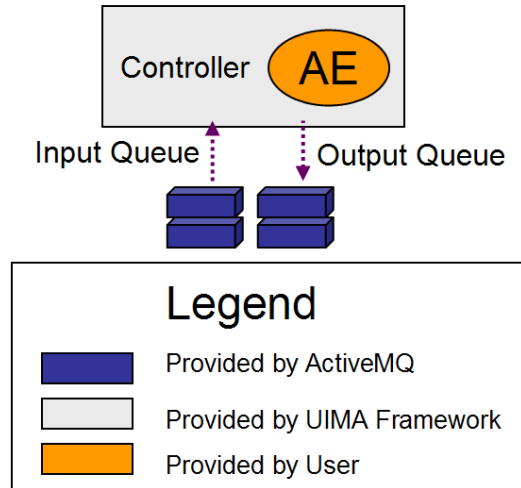 Controller
AE
Input Queue
Output Queue
Legend
Provided by ActiveMQ
Provided by UIMA Framework
Provided by User